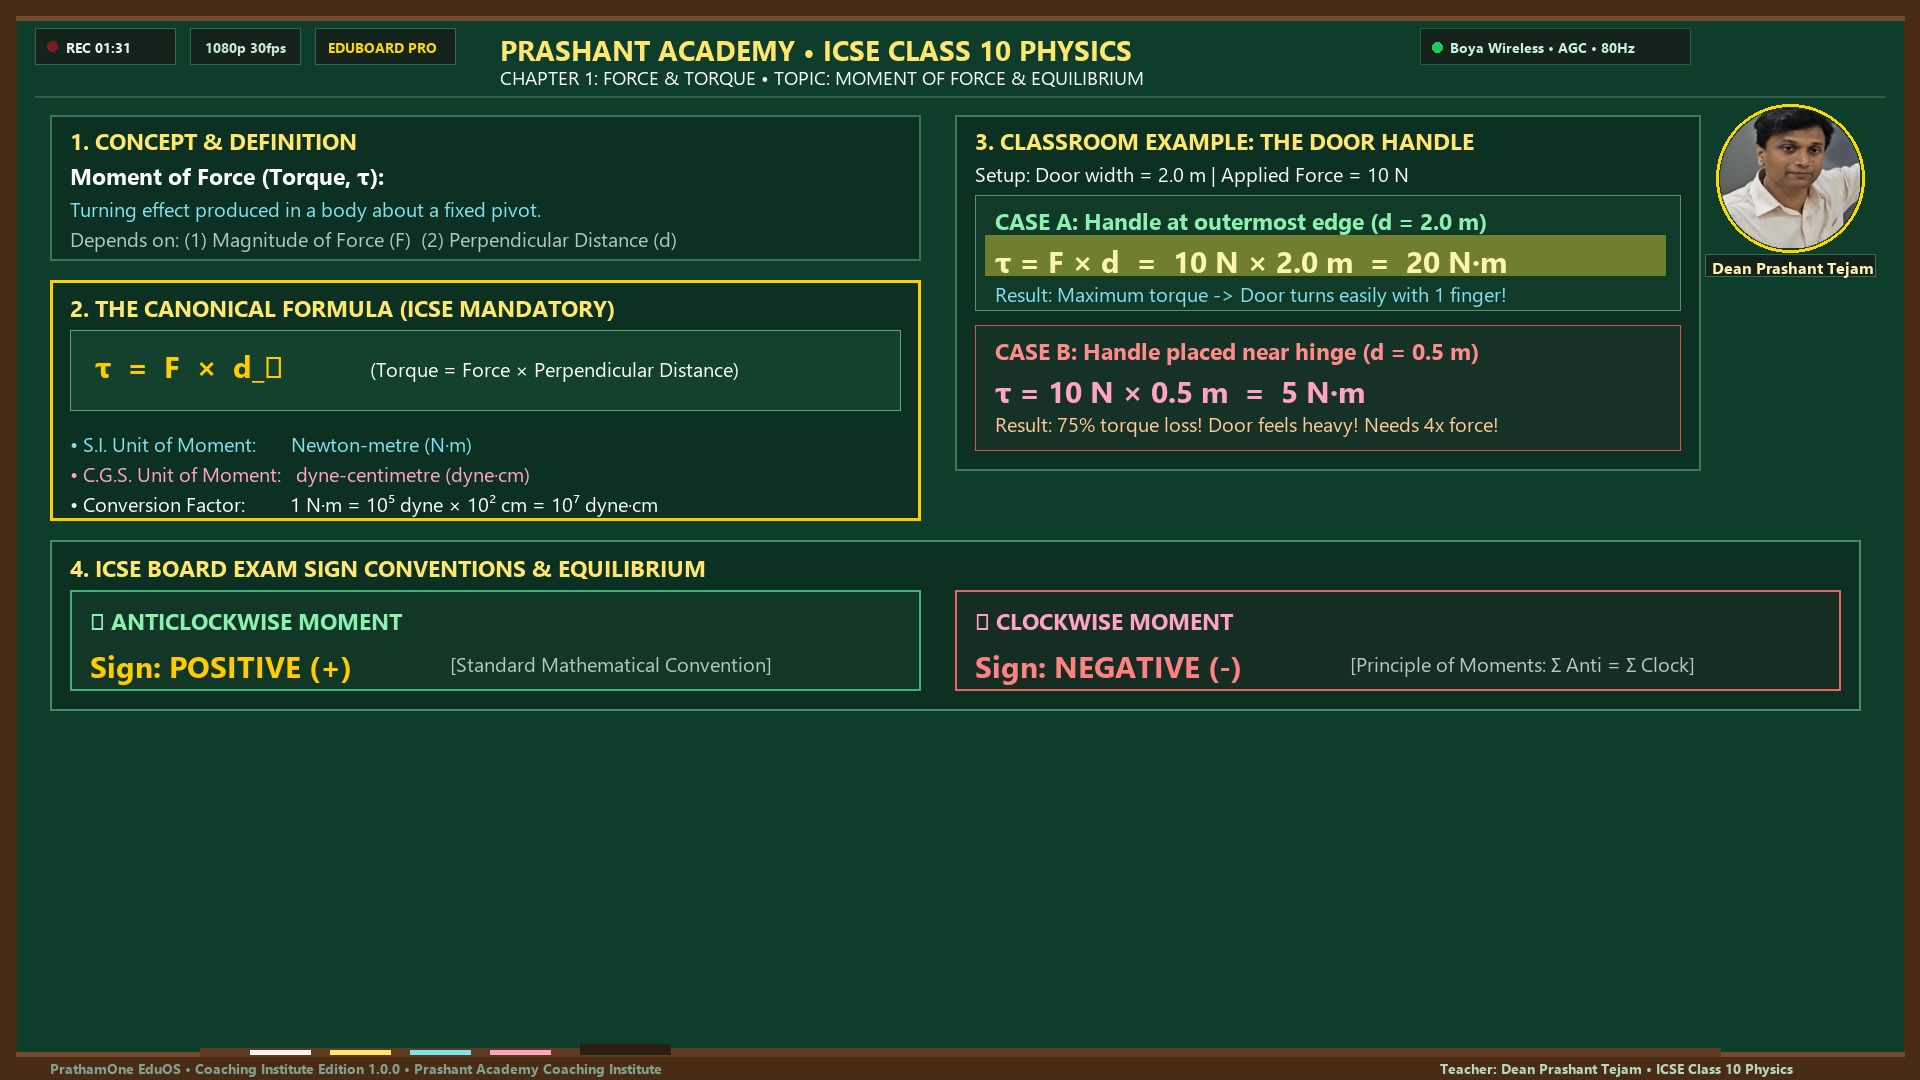 REC 01:31
1080p 30fps
EDUBOARD PRO
PRASHANT ACADEMY • ICSE CLASS 10 PHYSICS
CHAPTER 1: FORCE & TORQUE • TOPIC: MOMENT OF FORCE & EQUILIBRIUM
Boya Wireless • AGC • 80Hz
1. CONCEPT & DEFINITION
Moment of Force (Torque, τ):
Turning effect produced in a body about a fixed pivot.
Depends on: (1) Magnitude of Force (F)  (2) Perpendicular Distance (d)
2. THE CANONICAL FORMULA (ICSE MANDATORY)
τ = F × d_▯ (Torque = Force × Perpendicular Distance)
• S.I. Unit of Moment: Newton-metre (N·m)
• C.G.S. Unit of Moment: dyne-centimetre (dyne·cm)
• Conversion Factor: 1 N·m = 10⁵ dyne × 10² cm = 10⁷ dyne·cm
3. CLASSROOM EXAMPLE: THE DOOR HANDLE
Setup: Door width = 2.0 m | Applied Force = 10 N
CASE A: Handle at outermost edge (d = 2.0 m)
τ = F × d = 10 N × 2.0 m = 20 N·m
Result: Maximum torque -> Door turns easily with 1 finger!
CASE B: Handle placed near hinge (d = 0.5 m)
τ = 10 N × 0.5 m = 5 N·m
Result: 75% torque loss! Door feels heavy! Needs 4x force!
Dean Prashant Tejam
4. ICSE BOARD EXAM SIGN CONVENTIONS & EQUILIBRIUM
▯ ANTICLOCKWISE MOMENT
Sign: POSITIVE (+) [Standard Mathematical Convention]
▯ CLOCKWISE MOMENT
Sign: NEGATIVE (-) [Principle of Moments: Σ Anti = Σ Clock]
PrathamOne EduOS • Coaching Institute Edition 1.0.0 • Prashant Academy Coaching Institute
Teacher: Dean Prashant Tejam • ICSE Class 10 Physics